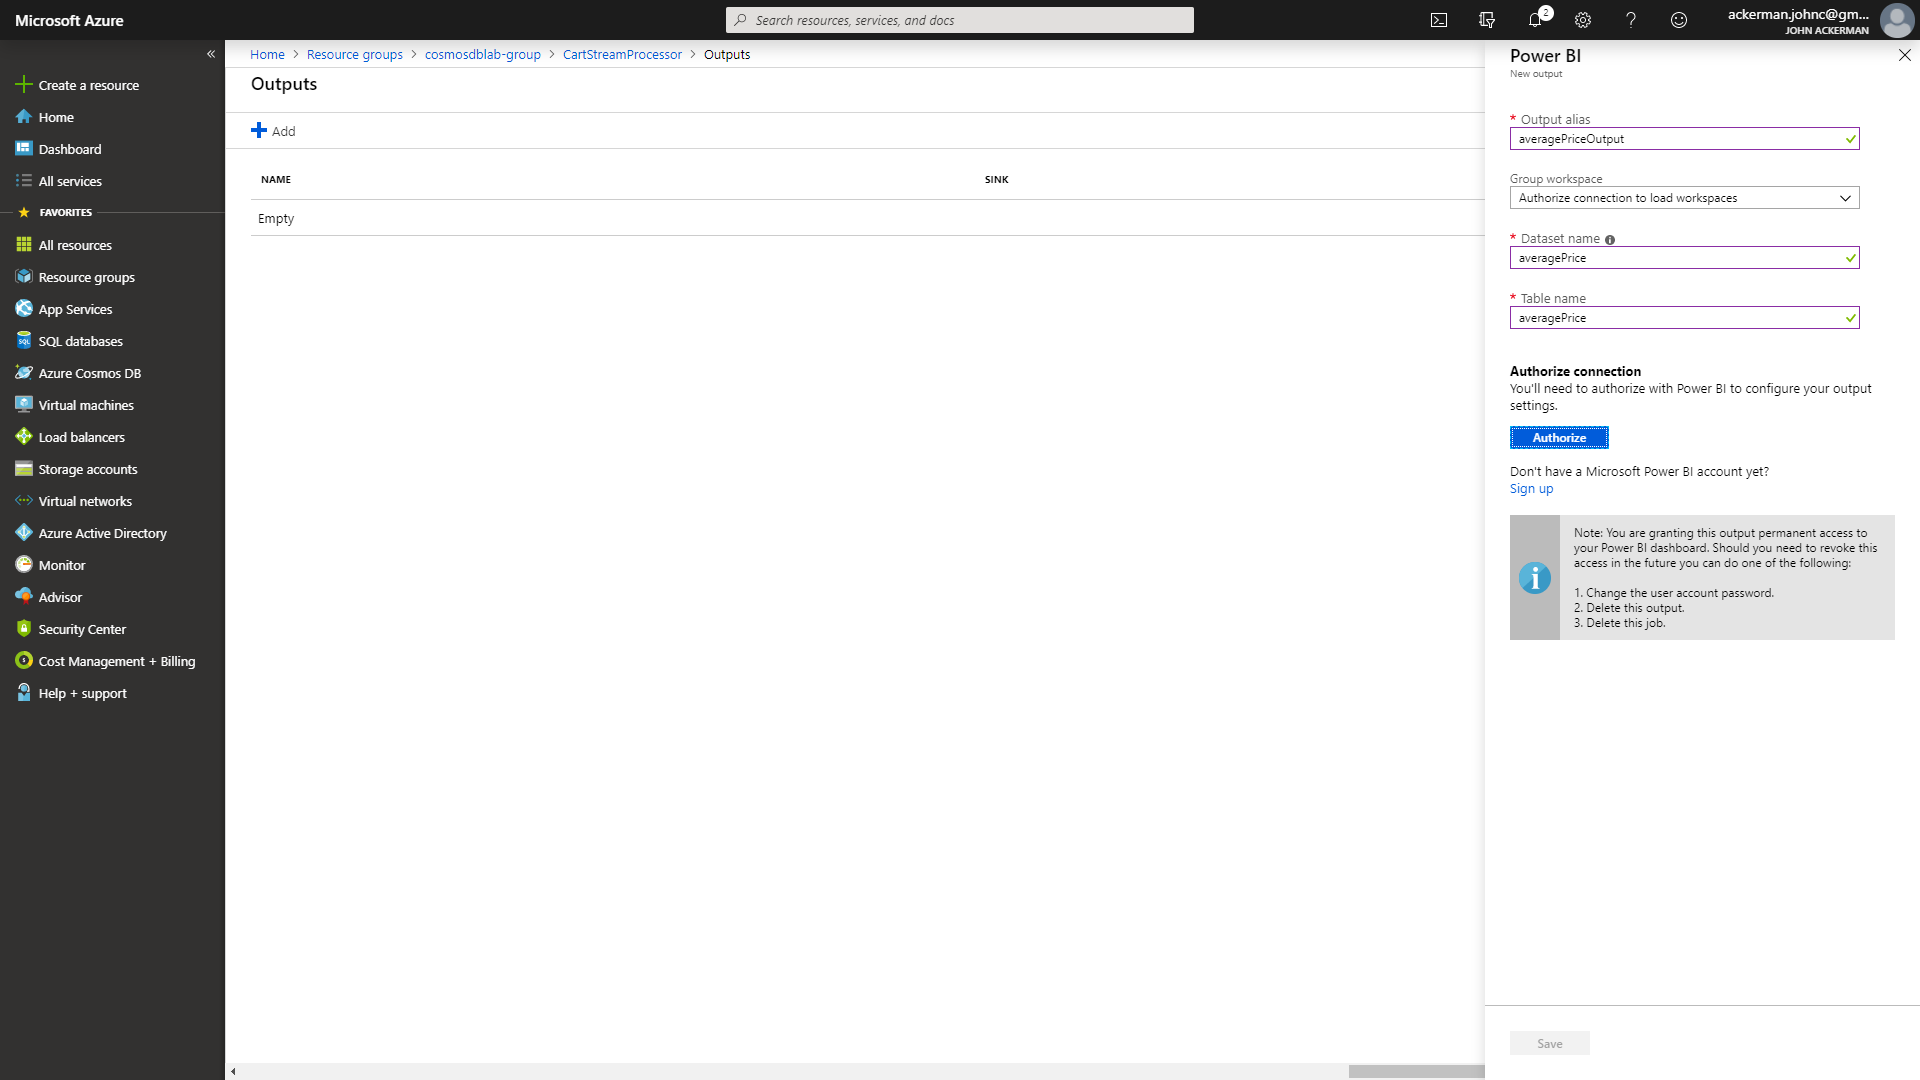 Microsoft Azure
Search resources, services, and docs
2
ackerman.johnc@gm...
JOHN ACKERMAN
Create a resource
Home
Dashboard
All services
FAVORITES
All resources
Resource groups
App Services
SQL
SQL databases
Azure Cosmos DB
Virtual machines
Load balancers
Storage accounts
Virtual networks
Azure Active Directory
Monitor
Advisor
Security Center
Cost Management + Billing
Help + support
Home > Resource groups > cosmosdblab-group > CartStreamProcessor > Outputs
Outputs
Add
NAME SINK
Empty
Power BI
New output
* Output alias
averagePriceOutput
Group workspace
Authorize connection to load workspaces
* Dataset name
averagePrice
* Table name
averagePrice
Authorize connection
You'll need to authorize with Power BI to configure your output
settings.
Authorize
Don't have a Microsoft Power BI account yet?
Sign up
Note: You are granting this output permanent access to
your Power BI dashboard. Should you need to revoke this
access in the future you can do one of the following:
1. Change the user account password.
2. Delete this output.
3. Delete this job.
Save